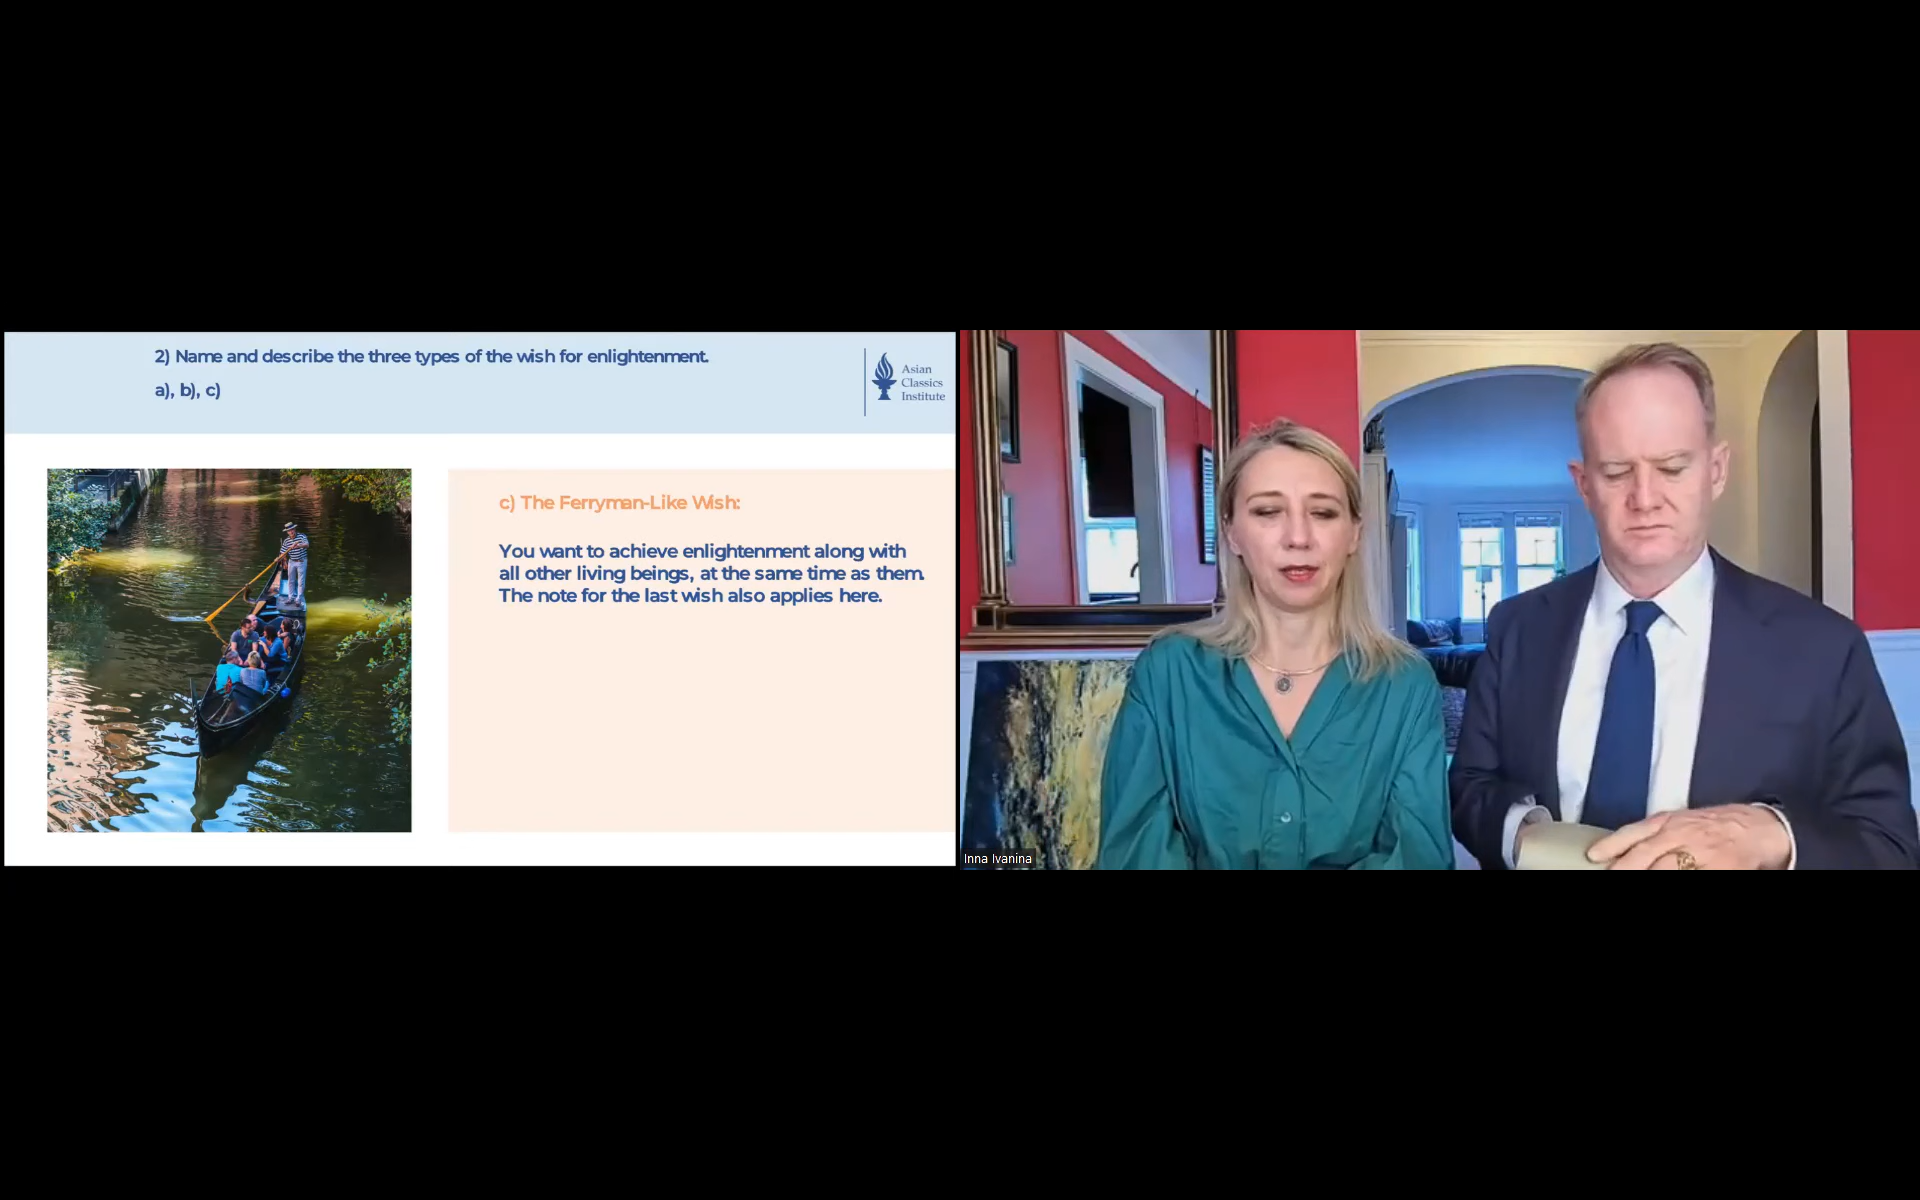 2) Name and describe the three types of the wish for enlightenment.
a), b), c)
Asian
Classics
Institute
c) The Ferryman-Like Wish:
You want to achieve enlightenment along with
all other living beings, at the same time as them.
The note for the last wish also applies here.
Inna Ivanina